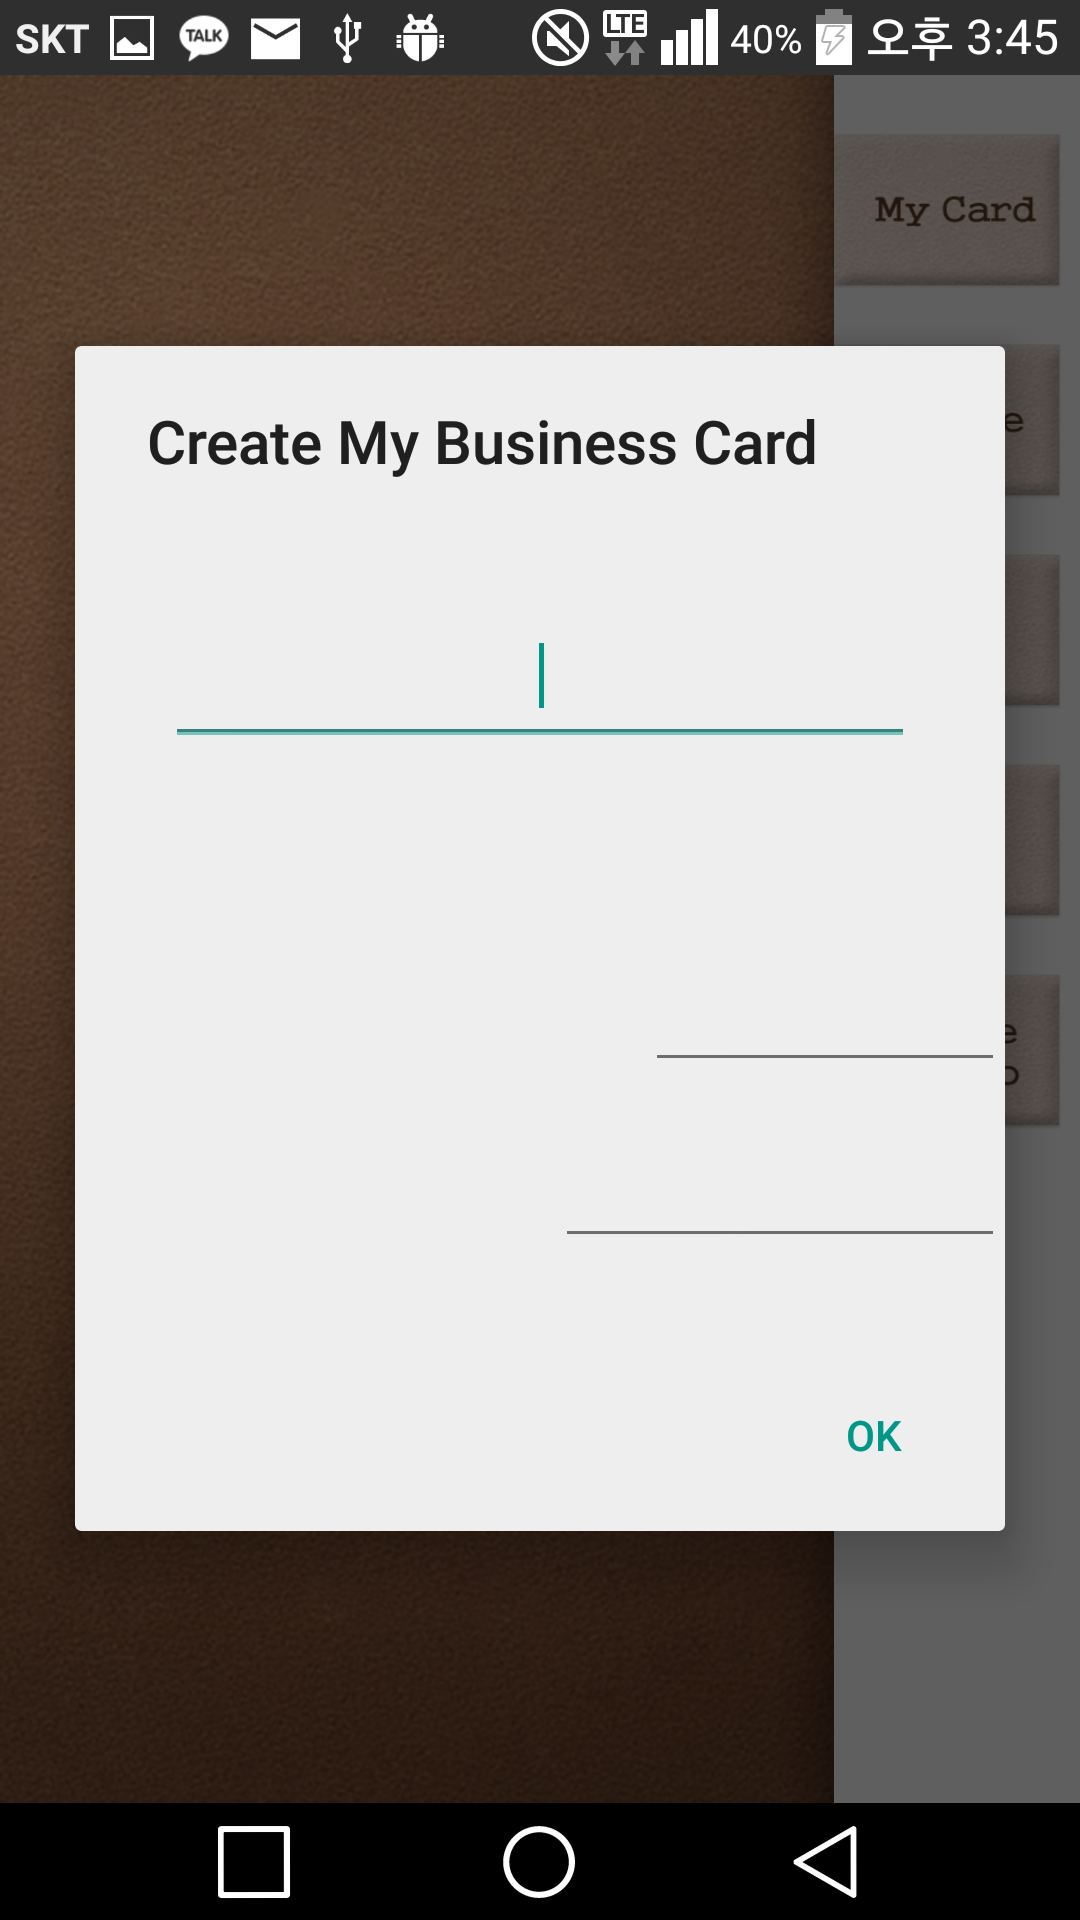 SKT TALK LTE 40% 오후 3:45
My Card
Create My Business Card
e
e
o
OK